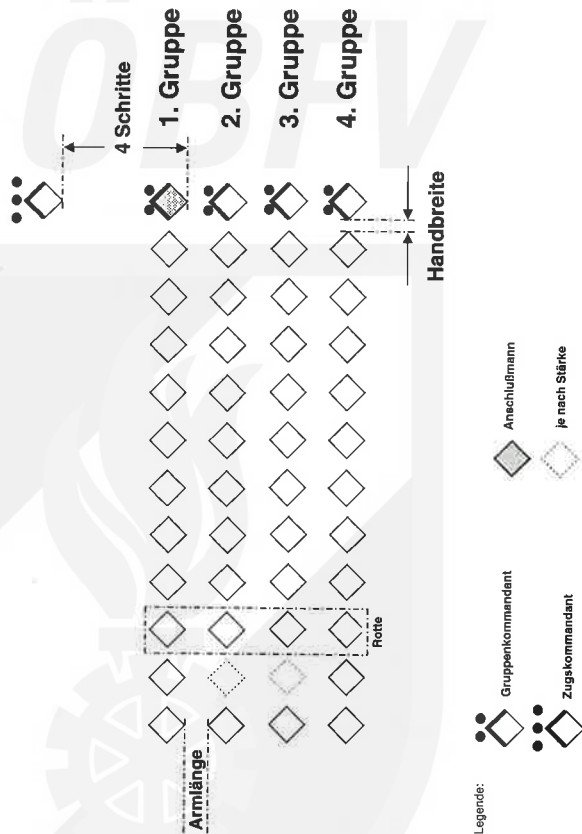 ÖBFV
4 Schritte
1. Gruppe
2. Gruppe
3. Gruppe
4. Gruppe
Handbreite
Rotte
Armlänge
Legende:
Gruppenkommandant
Zugskommandant
Anschlußmann
je nach Stärke